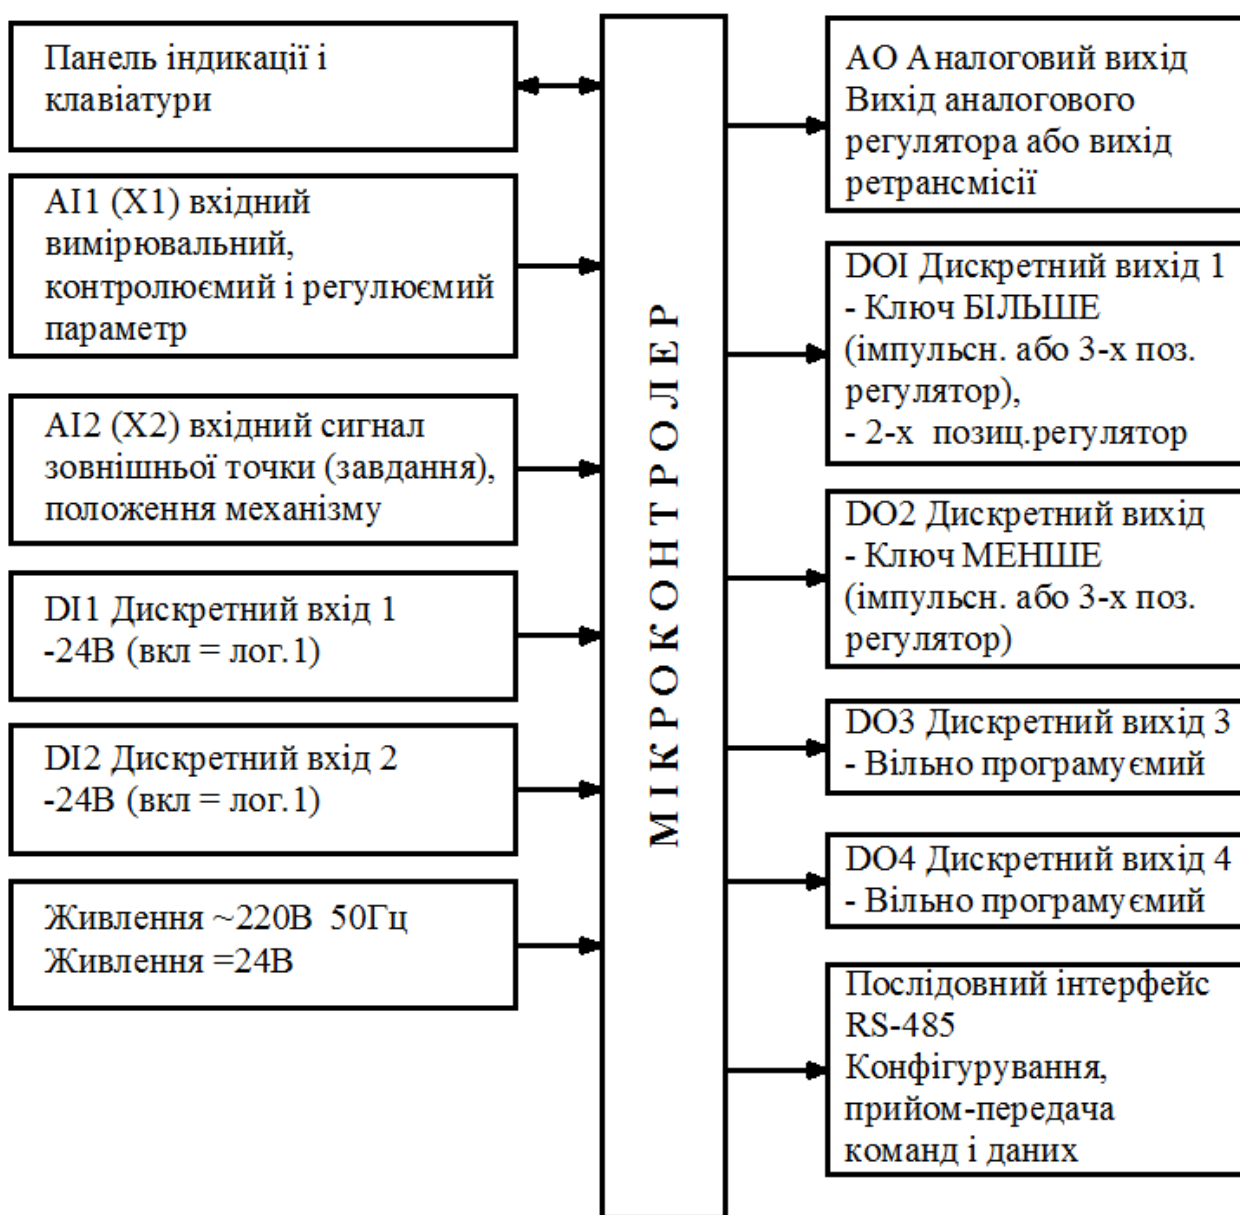 Панель індикації і
клавіатури
AI1 (X1) вхідний
вимірювальний,
контролюємий і регулюємий
параметр
AI2 (X2) вхідний сигнал
зовнішньої точки (завдання),
положення механізму
DI1 Дискретний вхід 1
-24В (вкл = лог.1)
DI2 Дискретний вхід 2
-24В (вкл = лог.1)
Живлення ~220В 50Гц
Живлення =24В
МІКРОКОНТРОЛЕР
АО Аналоговий вихід
Вихід аналогового
регулятора або вихід
ретрансмісії
DOI Дискретний вихід 1
- Ключ БІЛЬШЕ
(імпульсн. або 3-х поз.
регулятор),
- 2-х позиц.регулятор
DO2 Дискретний вихід
- Ключ МЕНШЕ
(імпульсн. або 3-х поз.
регулятор)
DO3 Дискретний вихід 3
- Вільно програмуємий
DO4 Дискретний вихід 4
- Вільно програмуємий
Послідовний інтерфейс
RS-485
Конфігурування,
прийом-передача
команд і даних